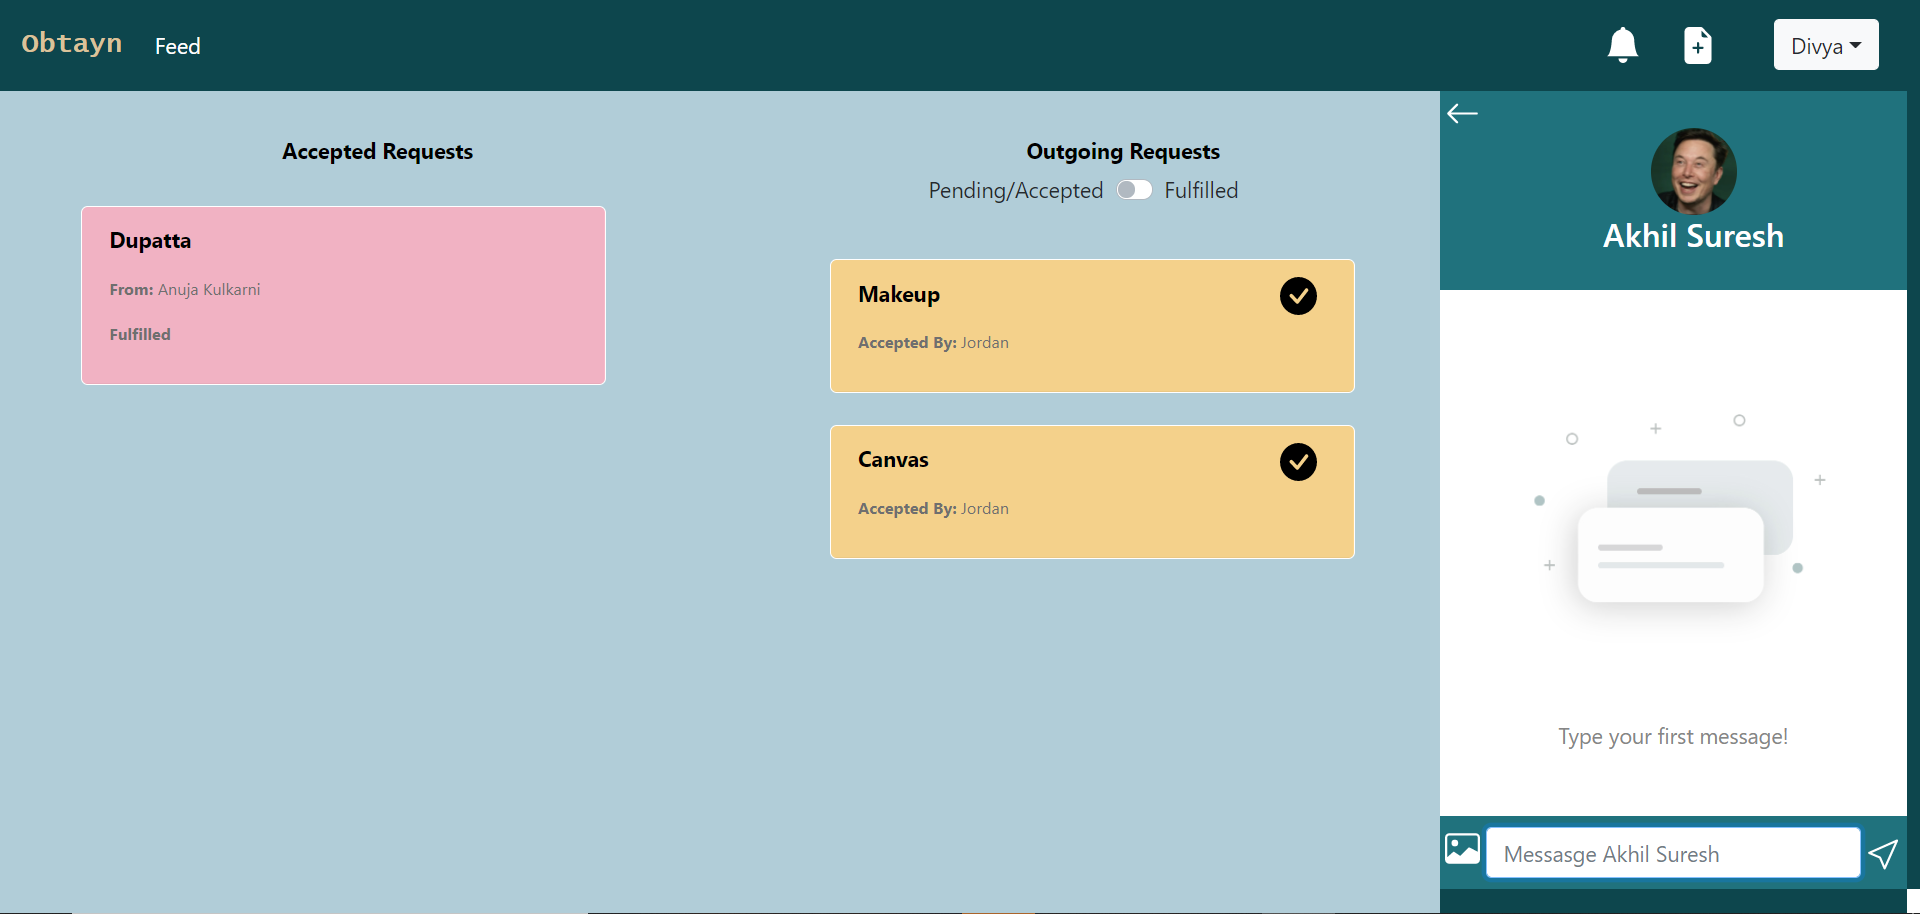 Obtayn
Feed
Divya
Accepted Requests
Dupatta
From: Anuja Kulkarni
Fulfilled
Outgoing Requests
Pending/Accepted Fulfilled
Makeup
Accepted By: Jordan
Canvas
Accepted By: Jordan
Akhil Suresh
Type your first message!
Messasge Akhil Suresh